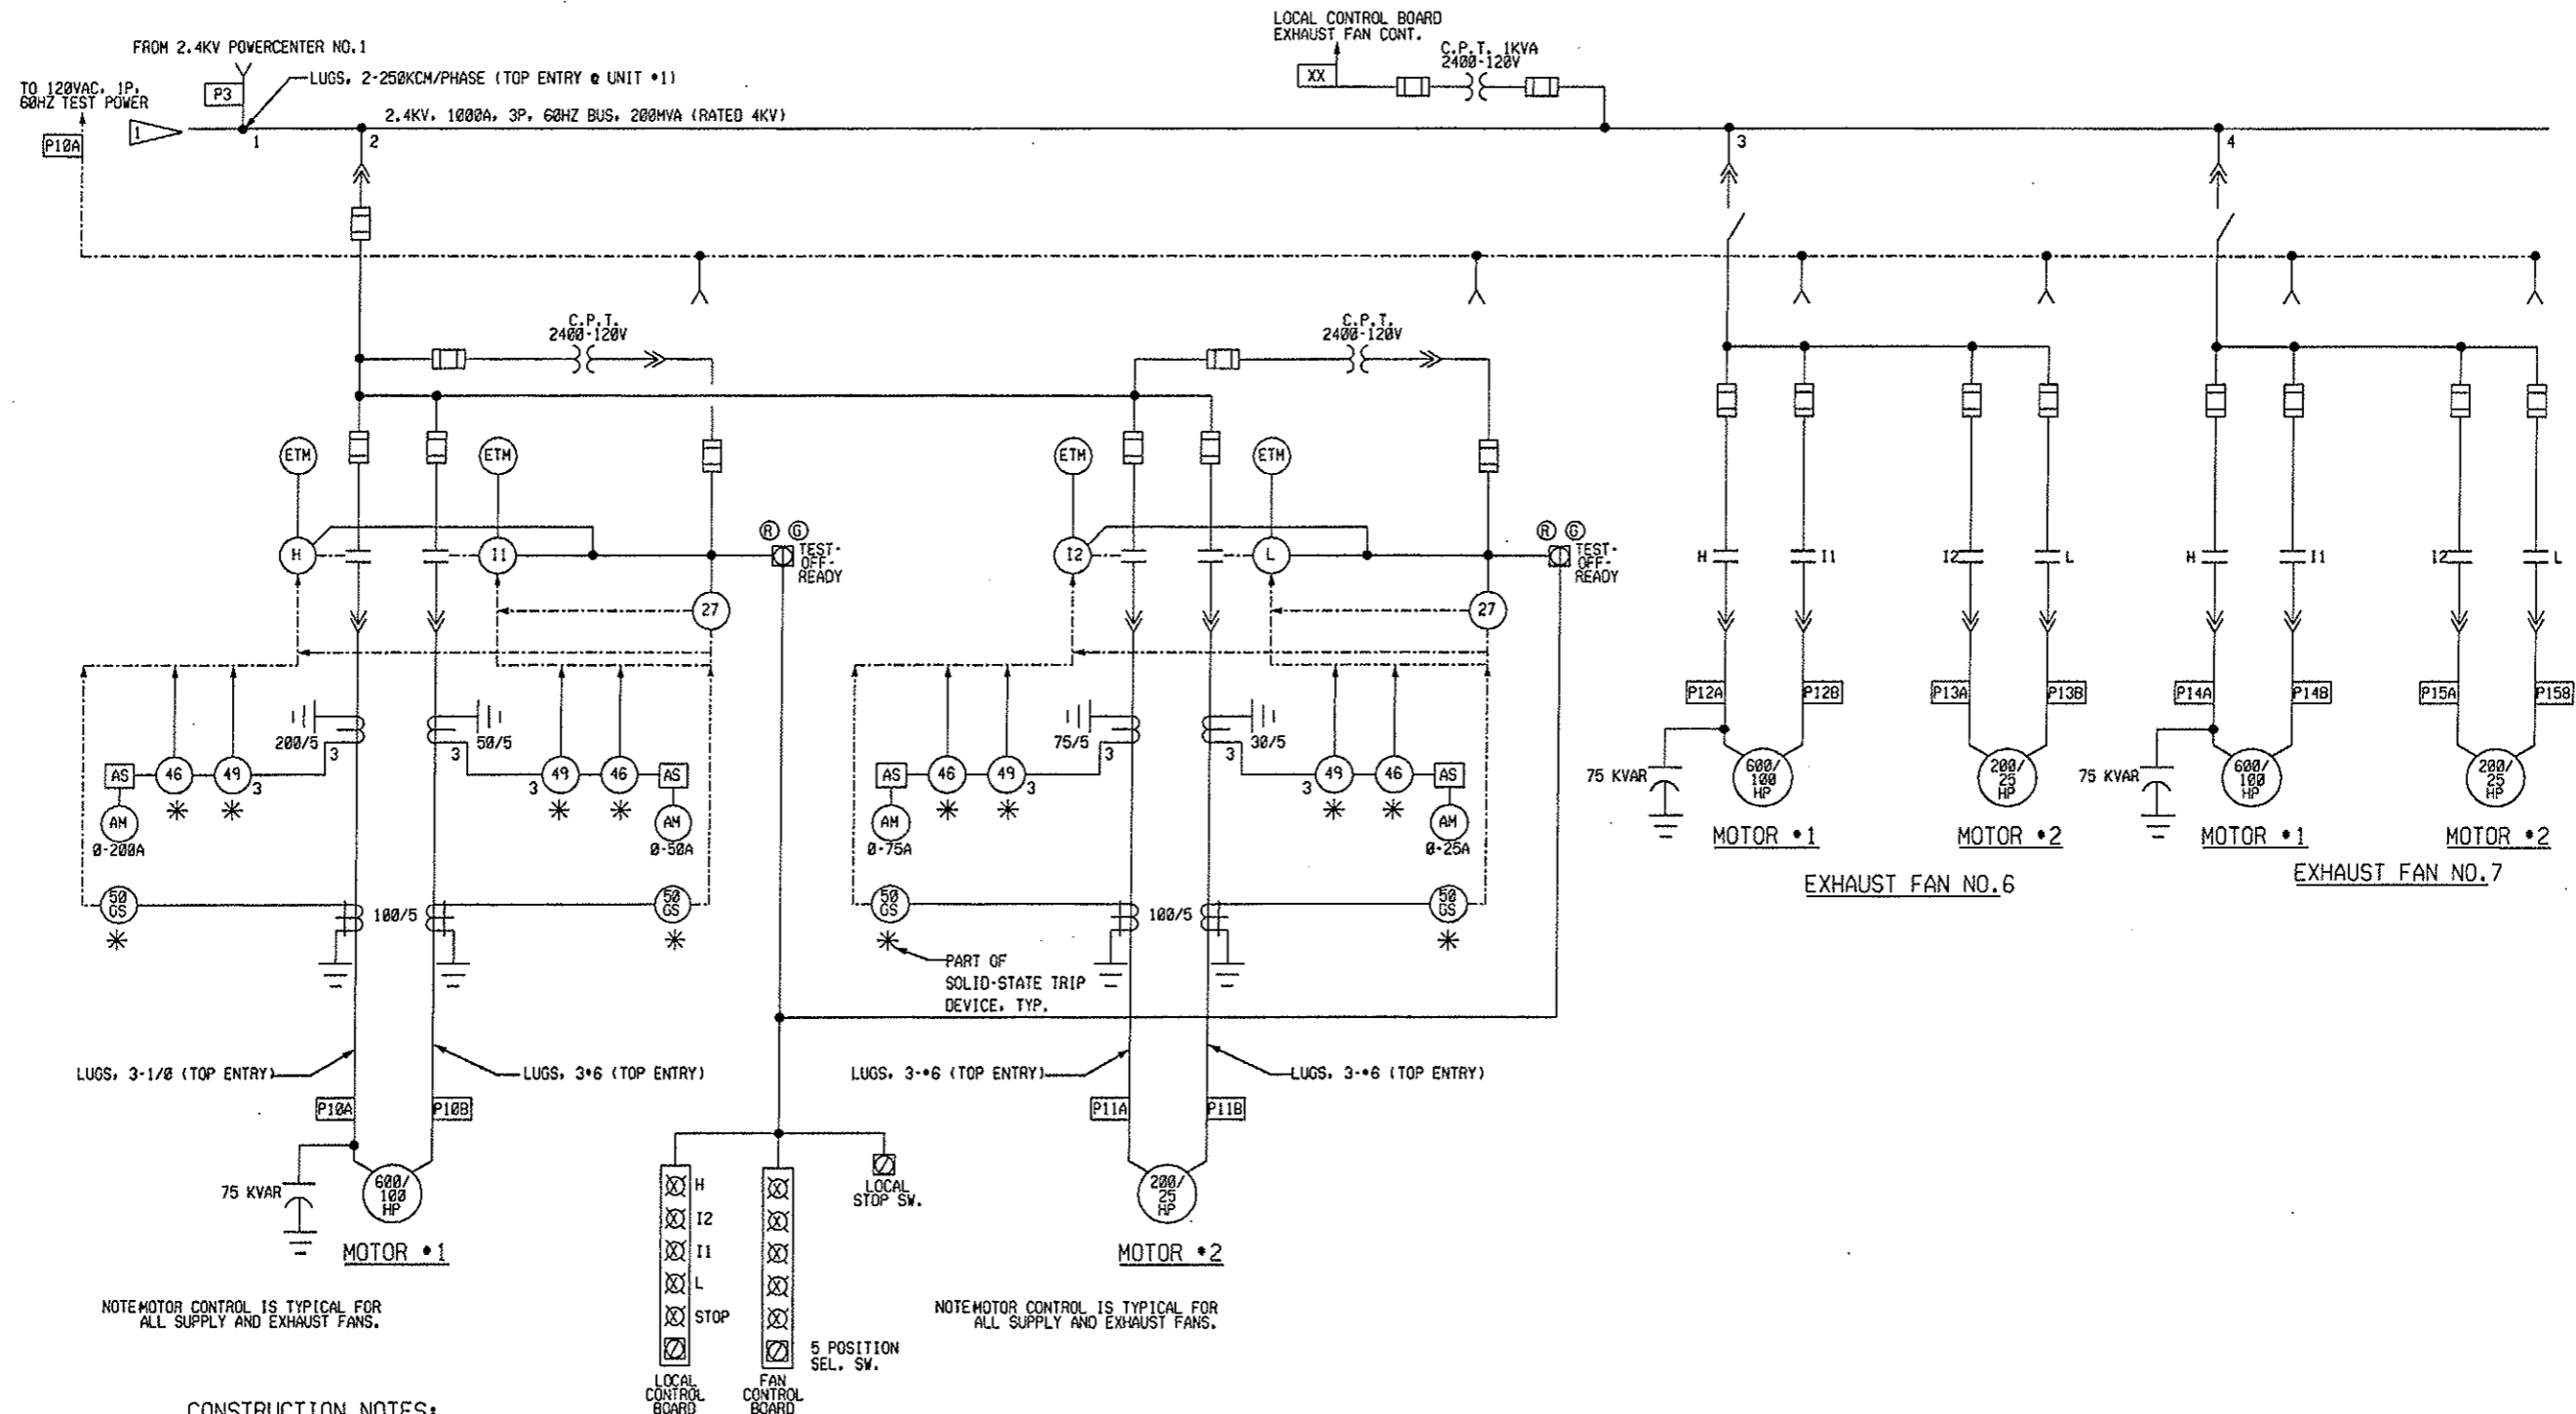 LOCAL CONTROL BOARD
EXHAUST FAN CONT.
C.P.T. 1KVA
2400-120V
XX
FROM 2.4KV POWERCENTER NO.1
P3
LUGS, 2-250KCM/PHASE (TOP ENTRY @ UNIT #1)
TO 120VAC, 1P,
60HZ TEST POWER
P10A
1
2.4KV, 1000A, 3P, 60HZ BUS, 200MVA (RATED 4KV)
1
2
3
4
C.P.T.
2400-120V
C.P.T.
2400-120V
ETM
ETM
ETM
ETM
H
I1
R G
TEST-
OFF-
READY
I2
L
R G
TEST-
OFF-
READY
H
I1
I2
L
H
I1
I2
L
27
27
P12A
P12B
P13A
P13B
P14A
P14B
P15A
P15B
200/5
3
50/5
3
75/5
3
30/5
3
AS
46
49
3
49
3
46
AS
AS
46
49
3
49
3
46
AS
AM
0-200A
AM
0-50A
AM
0-75A
AM
0-25A
75 KVAR
600/
100
HP
MOTOR #1
200/
25
HP
MOTOR #2
EXHAUST FAN NO.6
75 KVAR
600/
100
HP
MOTOR #1
200/
25
HP
MOTOR #2
EXHAUST FAN NO.7
50
GS
100/5
50
GS
50
GS
100/5
50
GS
PART OF
SOLID-STATE TRIP
DEVICE, TYP.
LUGS, 3-1/0 (TOP ENTRY)
LUGS, 3#6 (TOP ENTRY)
LUGS, 3-#6 (TOP ENTRY)
LUGS, 3-#6 (TOP ENTRY)
P10A
P10B
P11A
P11B
75 KVAR
600/
100
HP
MOTOR #1
200/
25
HP
MOTOR #2
H
I2
I1
L
STOP
LOCAL
STOP SW.
5 POSITION
SEL. SW.
LOCAL
CONTROL
BOARD
FAN
CONTROL
BOARD
NOTE MOTOR CONTROL IS TYPICAL FOR
ALL SUPPLY AND EXHAUST FANS.
NOTE MOTOR CONTROL IS TYPICAL FOR
ALL SUPPLY AND EXHAUST FANS.
CONSTRUCTION NOTES: